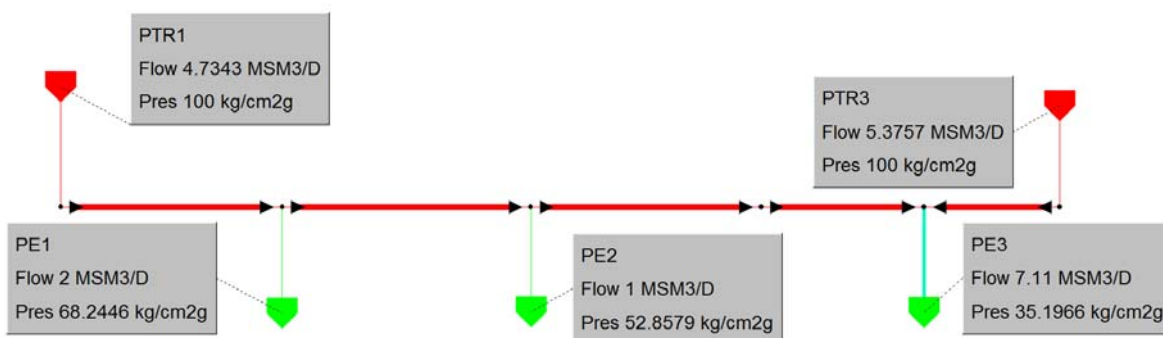 PTR1
Flow 4.7343 MSM3/D
Pres 100 kg/cm2g
PTR3
Flow 5.3757 MSM3/D
Pres 100 kg/cm2g
PE1
Flow 2 MSM3/D
Pres 68.2446 kg/cm2g
PE2
Flow 1 MSM3/D
Pres 52.8579 kg/cm2g
PE3
Flow 7.11 MSM3/D
Pres 35.1966 kg/cm2g